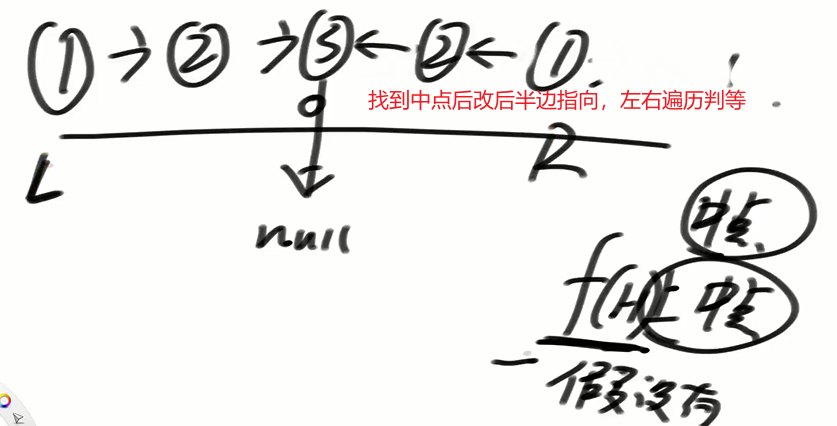 ① → ② → ③ ← ② ← ①
找到中点后改后半边指向，左右遍历判等
L
R
null
中点
f(H) 中点
假设有